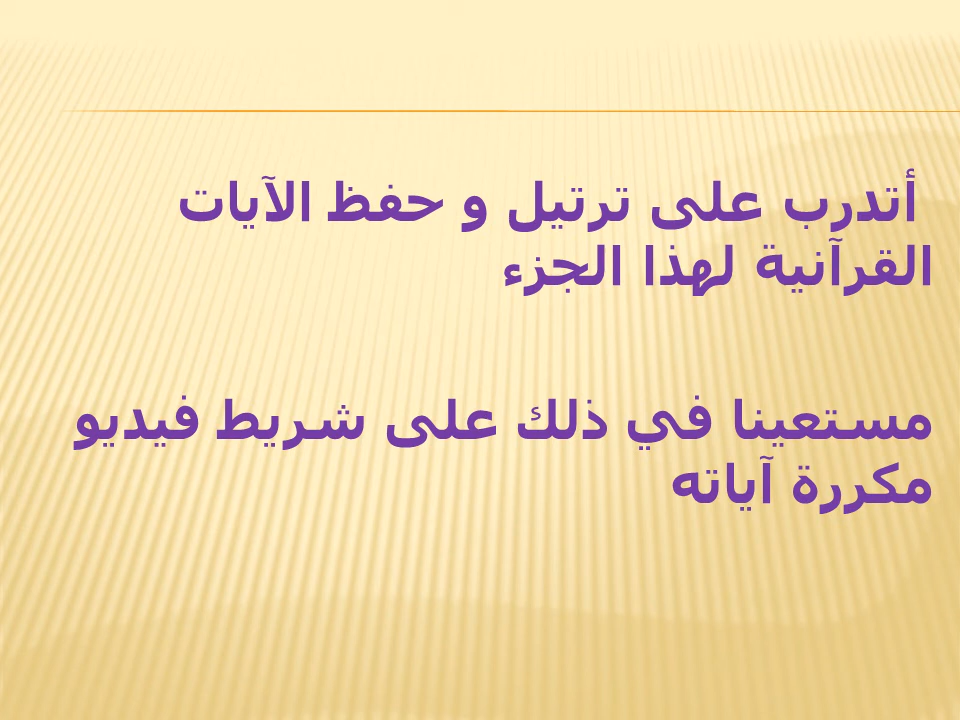 أتدرب على ترتيل و حفظ الآيات
القرآنية لهذا الجزء
مستعينا في ذلك على شريط فيديو
مكررة آياته